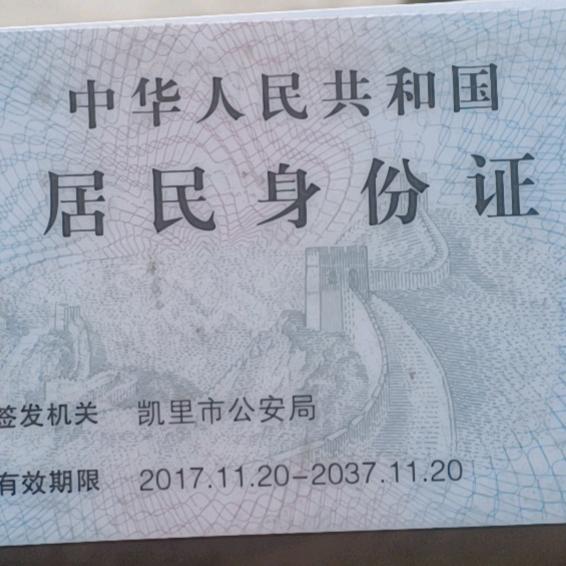 中华人民共和国
居民身份证
签发机关 凯里市公安局
有效期限 2017.11.20-2037.11.20